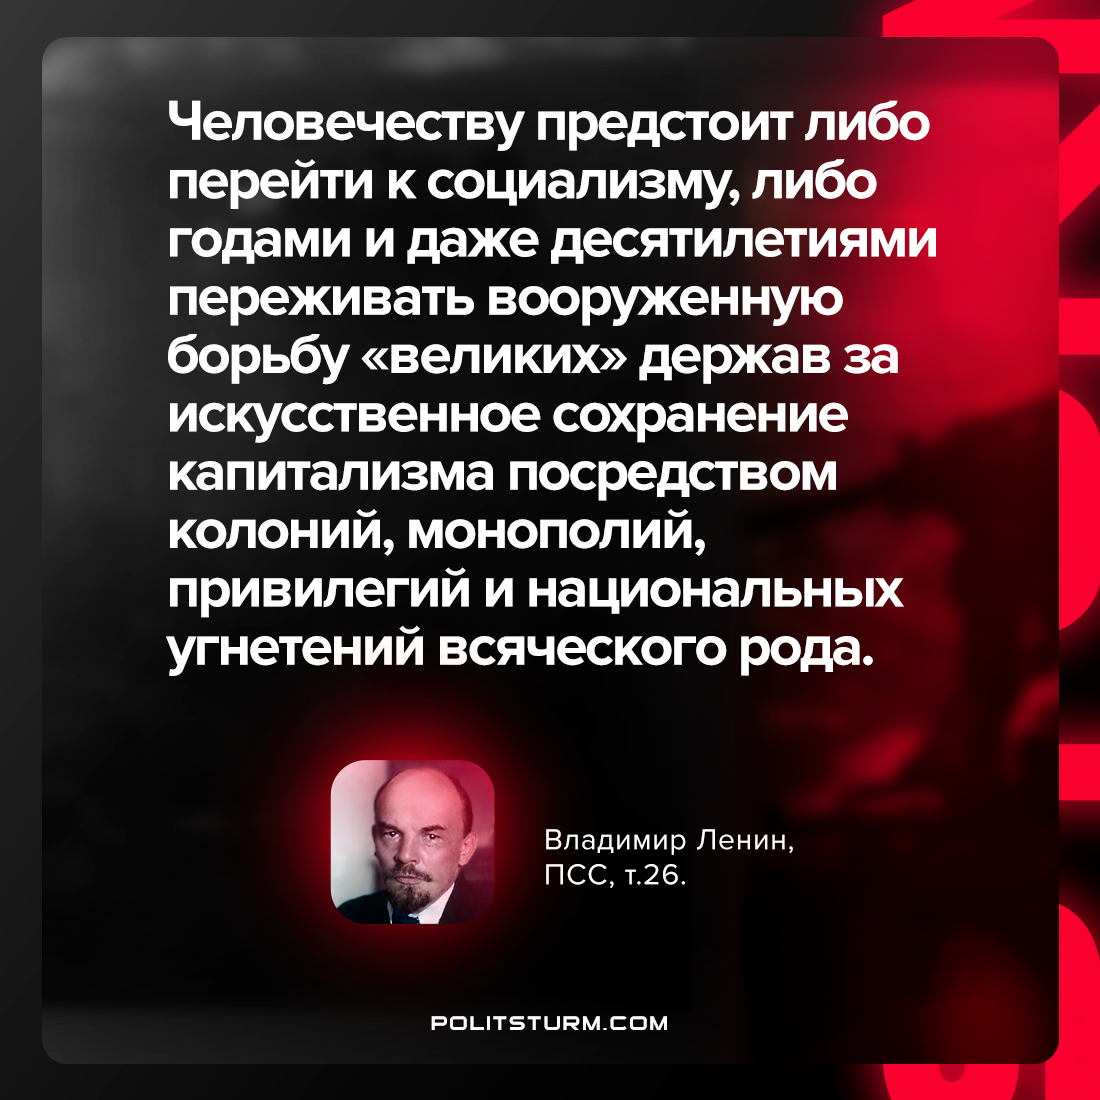 Человечеству предстоит либо
перейти к социализму, либо
годами и даже десятилетиями
переживать вооруженную
борьбу «великих» держав за
искусственное сохранение
капитализма посредством
колоний, монополий,
привилегий и национальных
угнетений всяческого рода.
Владимир Ленин,
ПСС, т.26.
POLITSTURM.COM